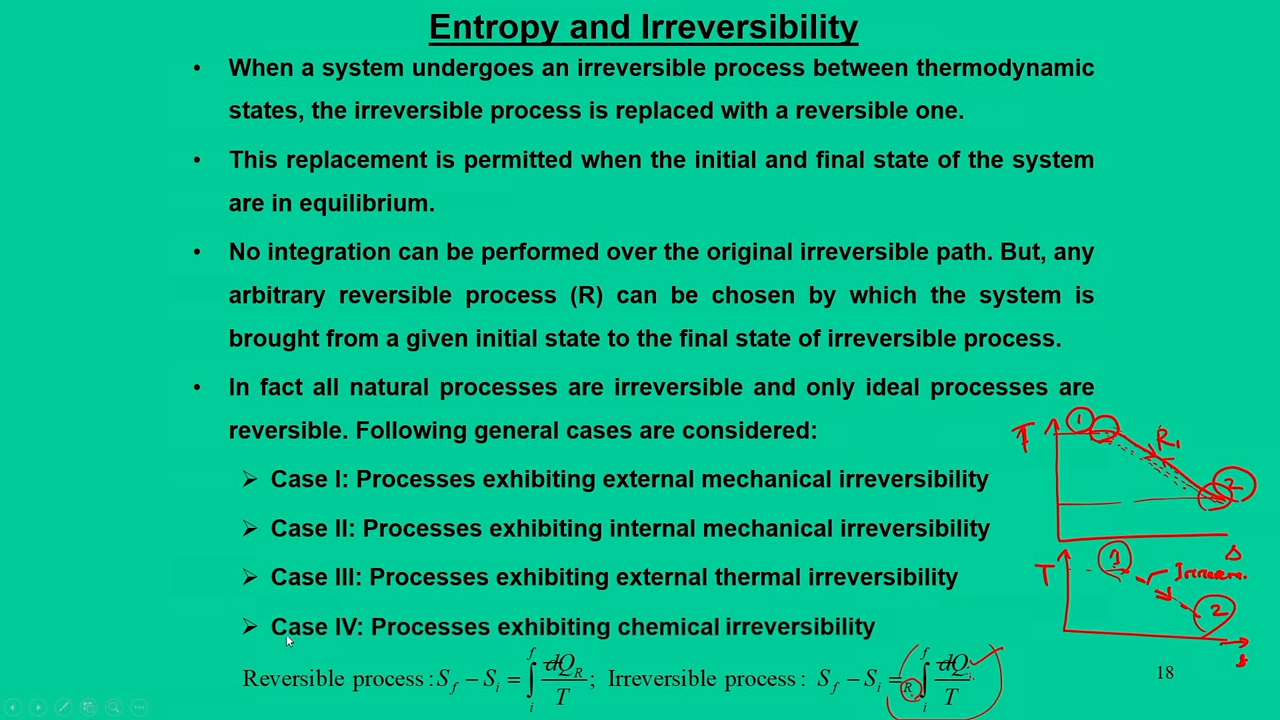 Entropy and Irreversibility
• When a system undergoes an irreversible process between thermodynamic
states, the irreversible process is replaced with a reversible one.
• This replacement is permitted when the initial and final state of the system
are in equilibrium.
• No integration can be performed over the original irreversible path. But, any
arbitrary reversible process (R) can be chosen by which the system is
brought from a given initial state to the final state of irreversible process.
• In fact all natural processes are irreversible and only ideal processes are
reversible. Following general cases are considered:
➢ Case I: Processes exhibiting external mechanical irreversibility
➢ Case II: Processes exhibiting internal mechanical irreversibility
➢ Case III: Processes exhibiting external thermal irreversibility
➢ Case IV: Processes exhibiting chemical irreversibility
Reversible process : S_f − S_i = ∫_i^f đQ_R / T ; Irreversible process : S_f − S_i = R ∫_i^f đQ / T
18
T 1 R₁ 2
T 1 2